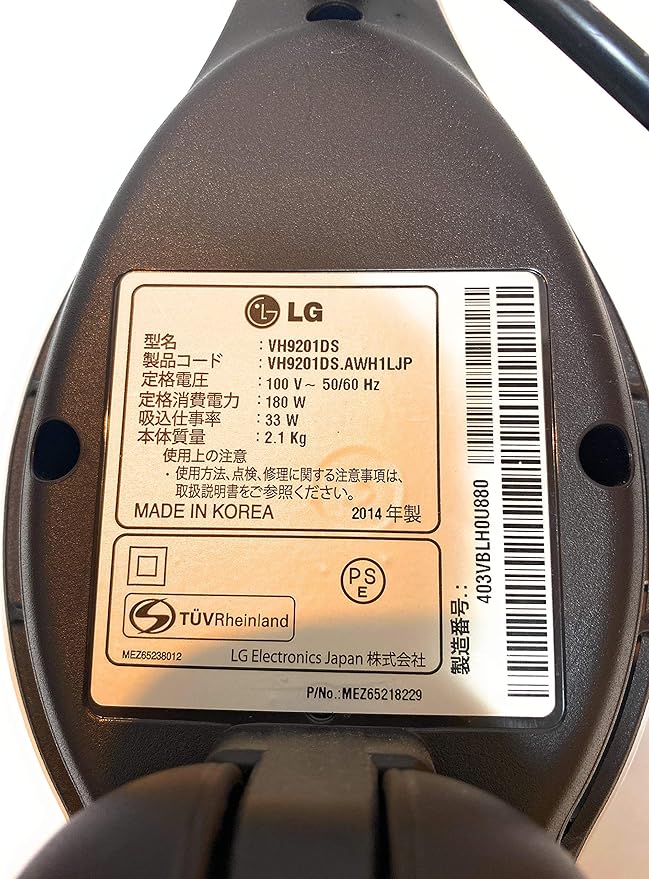 LG
型名 : VH9201DS
製品コード : VH9201DS.AWH1LJP
定格電圧 : 100 V ~ 50/60 Hz
定格消費電力 : 180 W
吸込仕事率 : 33 W
本体質量 : 2.1 Kg
使用上の注意
・使用方法、点検、修理に関する注意事項は、
取扱説明書をご参照ください。
MADE IN KOREA 2014 年製
PS
E
TÜVRheinland
MEZ65238012
LG Electronics Japan 株式会社
P/No.:MEZ65218229
製造番号.: 403VBLH0U880